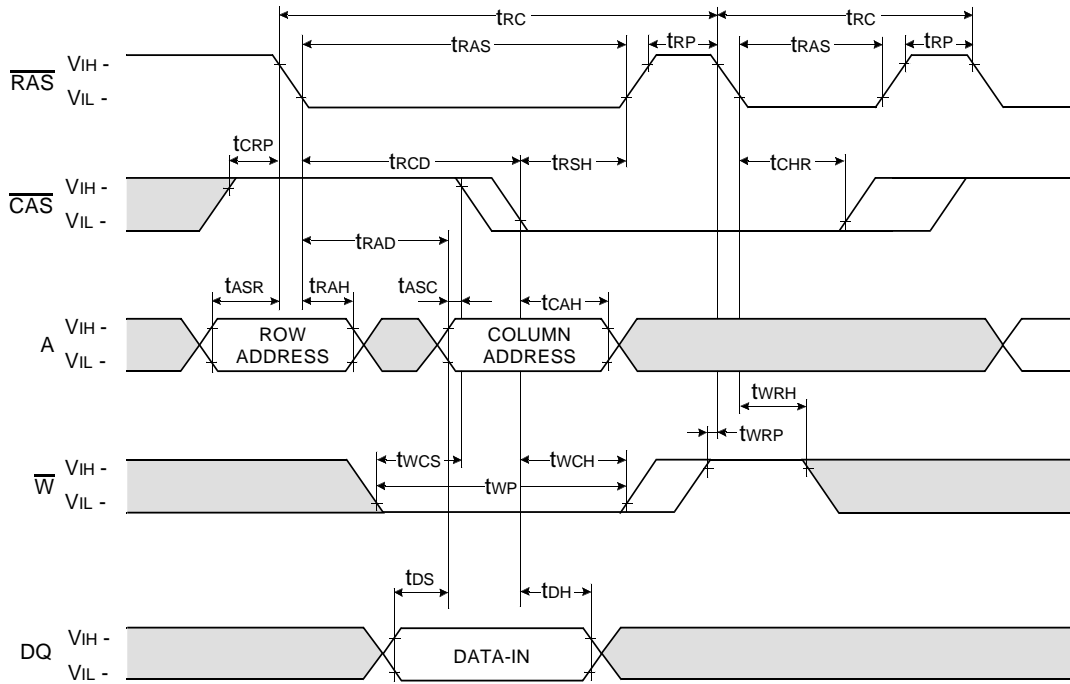 tRC tRC
tRAS tRP tRAS tRP
RAS VIH -
VIL -
tCRP tRCD tRSH tCHR
CAS VIH -
VIL -
tRAD
tASR tRAH tASC tCAH
A VIH -
VIL -
ROW
ADDRESS
COLUMN
ADDRESS
tWRH
tWRP
tWCS tWCH
W VIH -
VIL -
tWP
tDS tDH
DQ VIH -
VIL -
DATA-IN